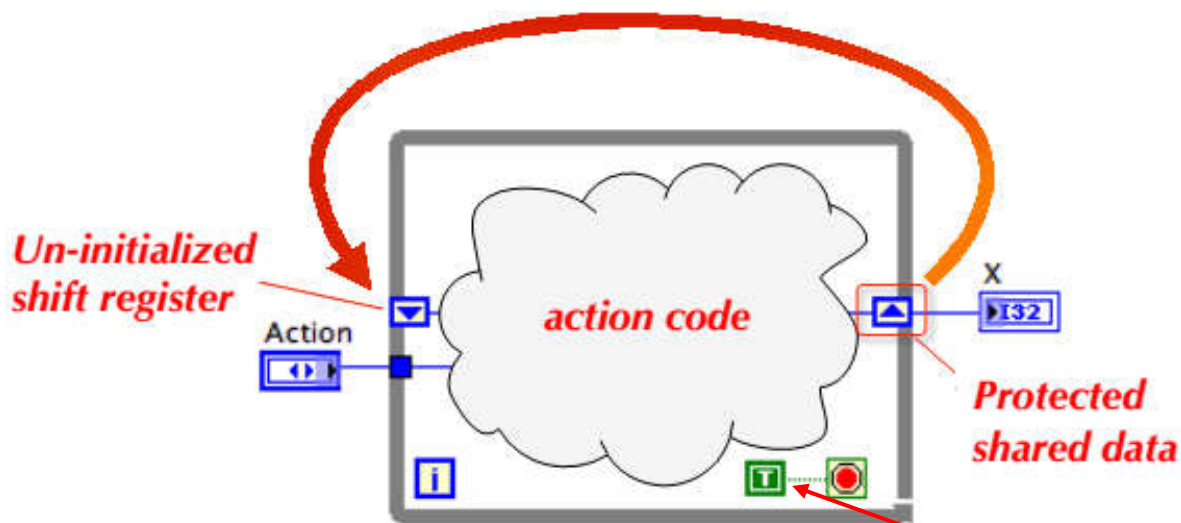 Un-initialized
shift register
Action
action code
X
I32
Protected
shared data
i
T